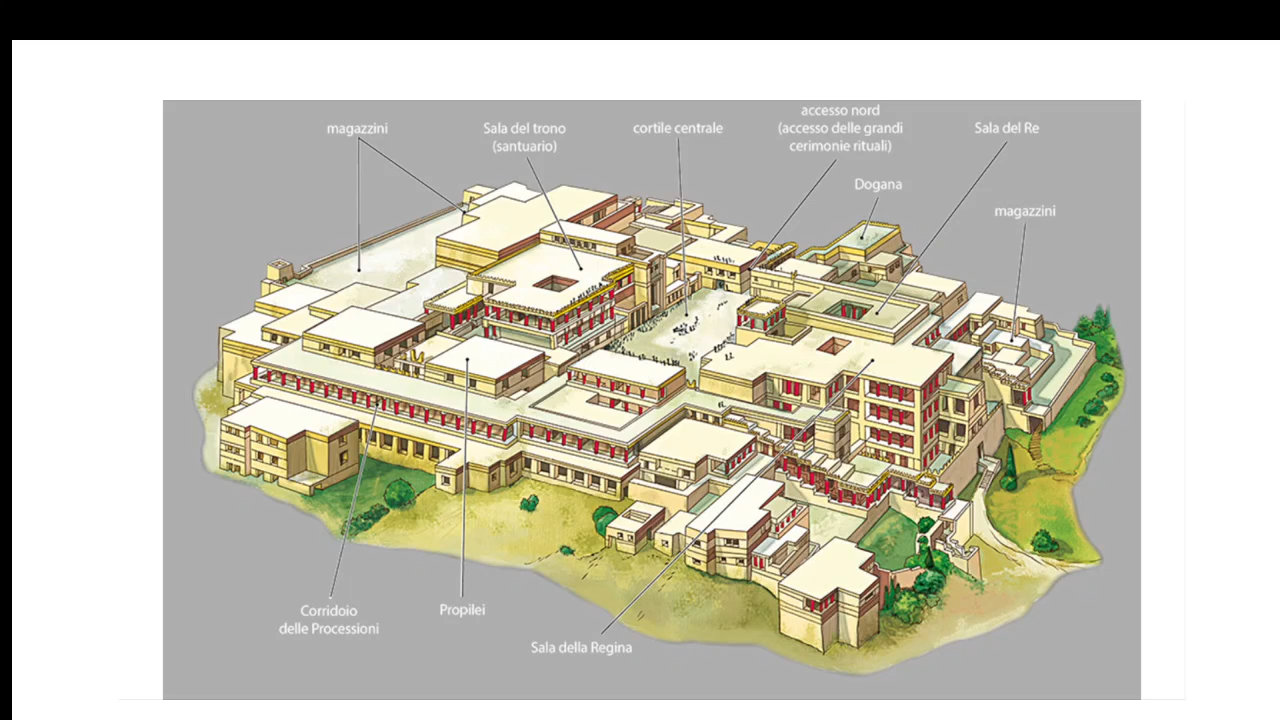 accesso nord
(accesso delle grandi
cerimonie rituali)
magazzini
Sala del trono
(santuario)
cortile centrale
Sala del Re
Dogana
magazzini
Corridoio
delle Processioni
Propilei
Sala della Regina